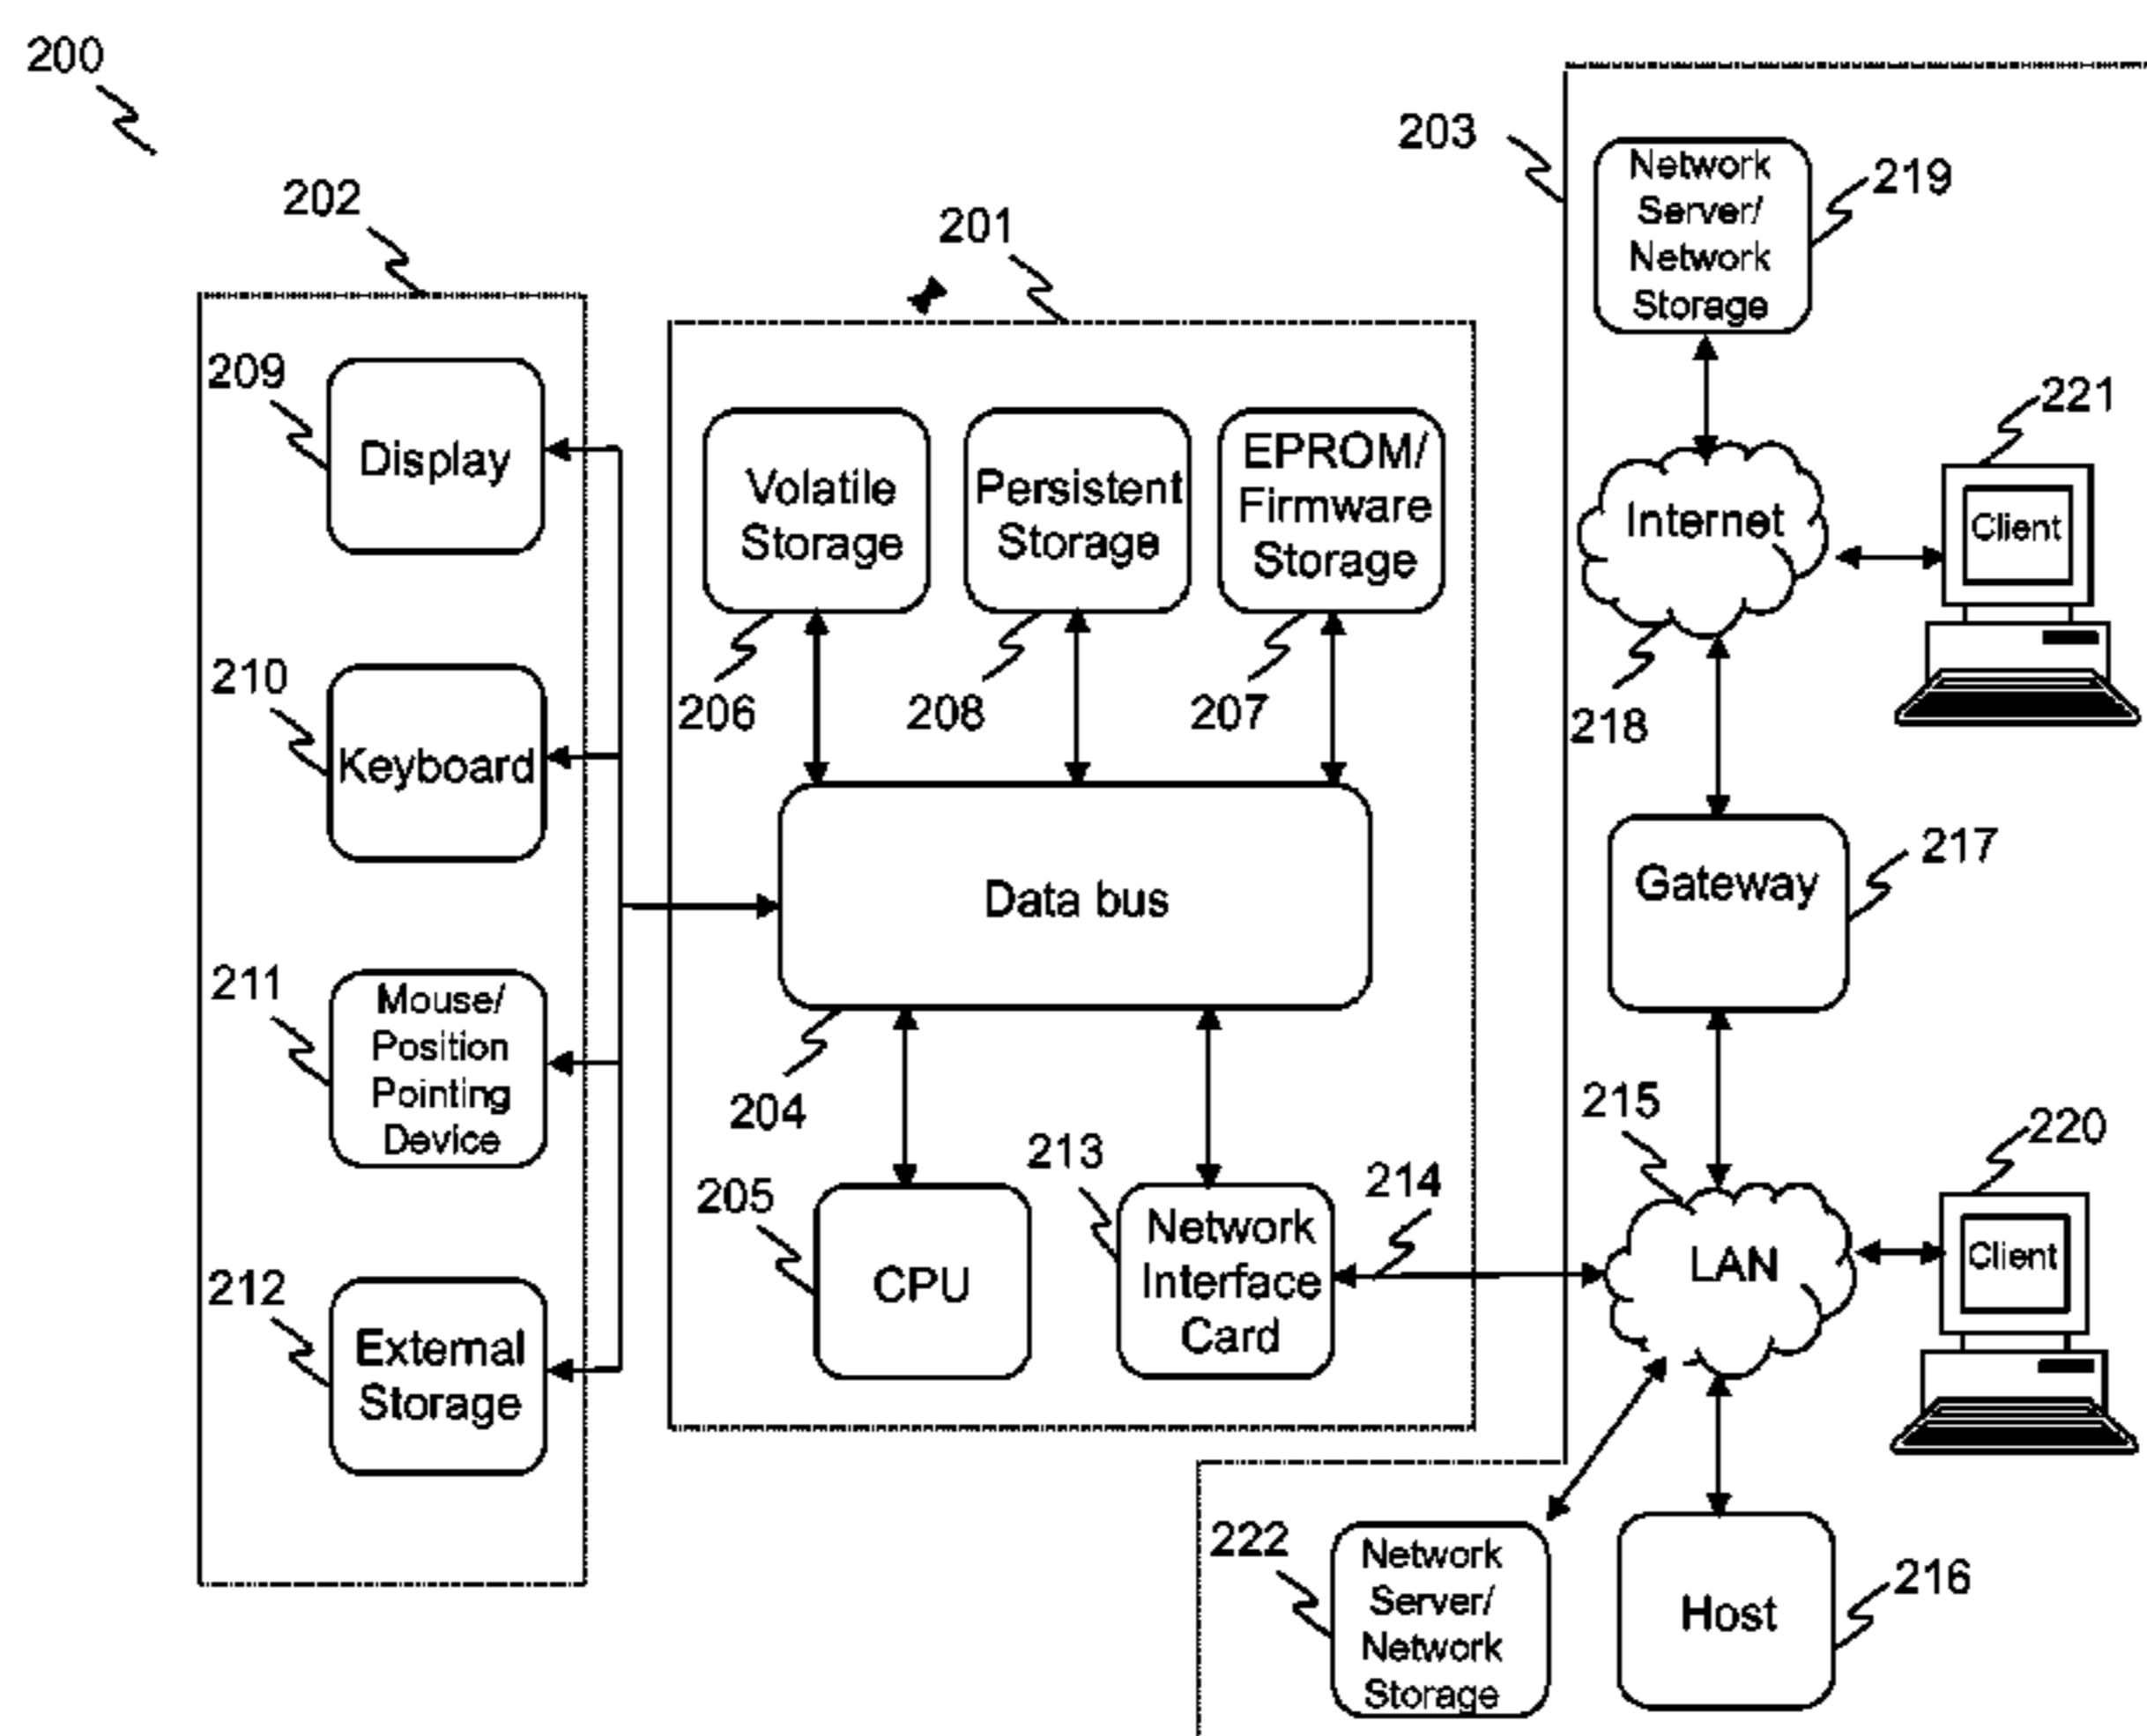 200
202
209
Display
210
Keyboard
211
Mouse/
Position
Pointing
Device
212
External
Storage
201
Volatile
Storage
206
Persistent
Storage
208
EPROM/
Firmware
Storage
207
Data bus
204
205
CPU
213
Network
Interface
Card
214
203
Network
Server/
Network
Storage
219
Internet
218
221
Client
Gateway
217
215
LAN
220
Client
222
Network
Server/
Network
Storage
Host
216